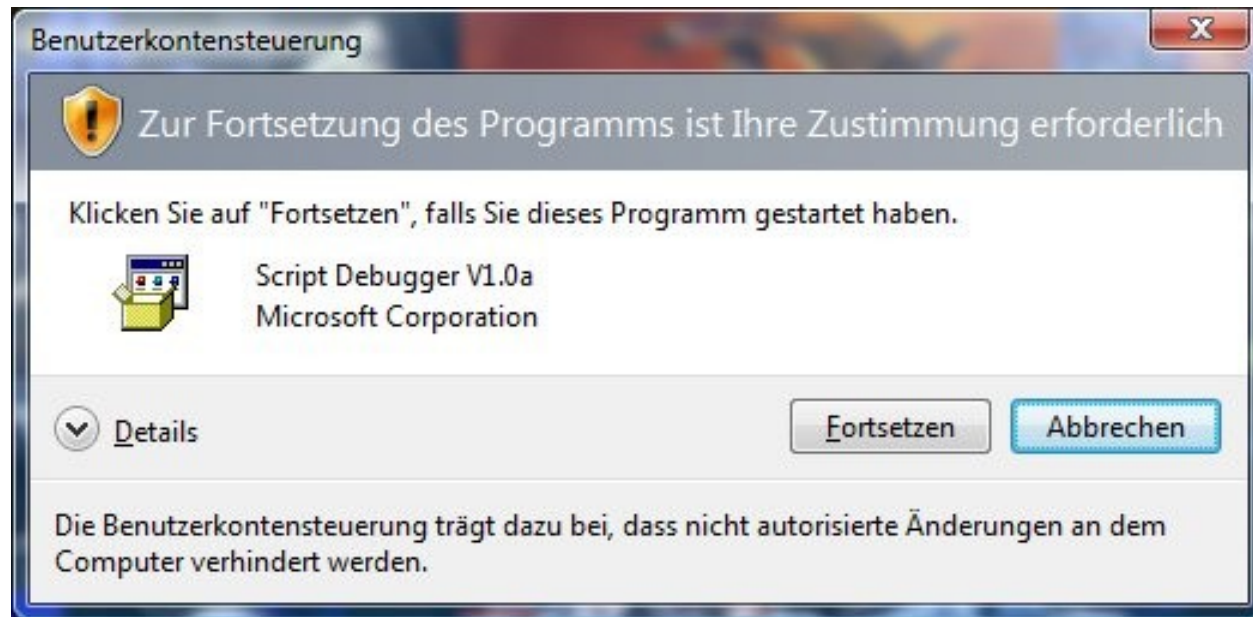 Benutzerkontensteuerung
Zur Fortsetzung des Programms ist Ihre Zustimmung erforderlich
Klicken Sie auf "Fortsetzen", falls Sie dieses Programm gestartet haben.
Script Debugger V1.0a
Microsoft Corporation
Details
Fortsetzen
Abbrechen
Die Benutzerkontensteuerung trägt dazu bei, dass nicht autorisierte Änderungen an dem
Computer verhindert werden.